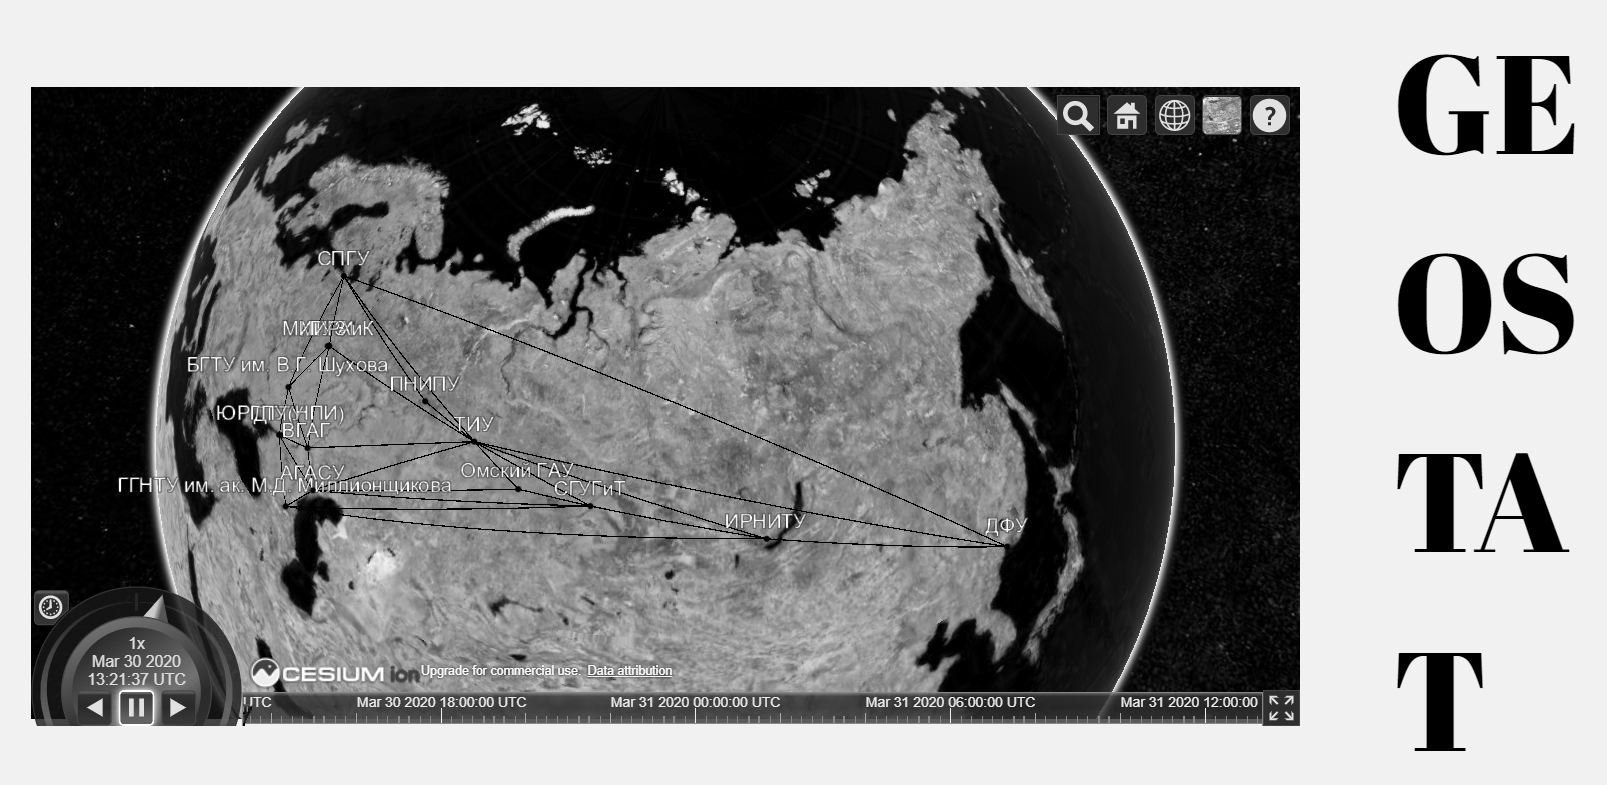 GE
OS
TA
T
СПГУ
БГТУ им. В.Г. Шухова
ПНИПУ
ВГАГ
ТИУ
АГАСУ
Омский ГАУ
ГГНТУ им. ак. М.Д. Миллионщикова
СГУГиТ
ИРНИТУ
ДФУ
?
1x
Mar 30 2020
13:21:37 UTC
CESIUM ion
Upgrade for commercial use. Data attribution
UTC
Mar 30 2020 18:00:00 UTC
Mar 31 2020 00:00:00 UTC
Mar 31 2020 06:00:00 UTC
Mar 31 2020 12:00:00